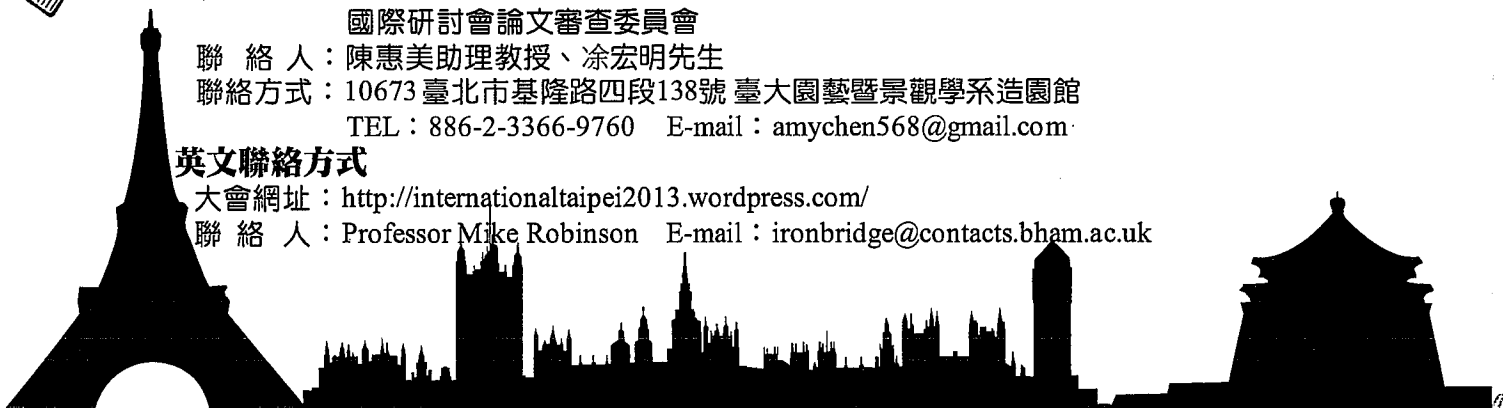 國際研討會論文審查委員會
聯 絡 人：陳惠美助理教授、凃宏明先生
聯絡方式：10673 臺北市基隆路四段138號 臺大園藝暨景觀學系造園館
TEL：886-2-3366-9760 E-mail：amychen568@gmail.com
英文聯絡方式
大會網址：http://internationaltaipei2013.wordpress.com/
聯 絡 人：Professor Mike Robinson E-mail：ironbridge@contacts.bham.ac.uk